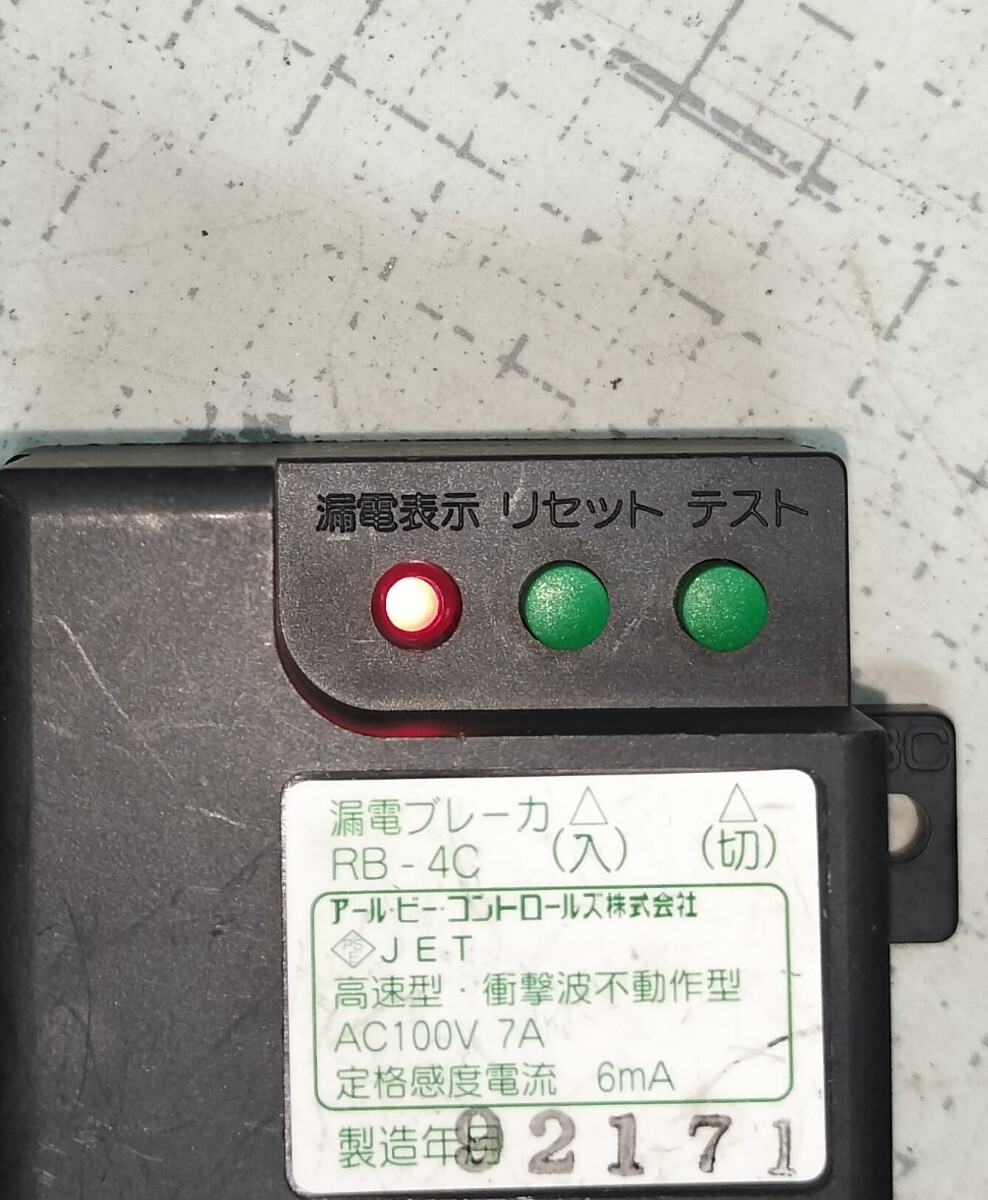 漏電表示 リセット テスト
漏電ブレーカ △ △
RB-4C (入) (切)
アール・ビー・コントロールズ株式会社
PSE JET
高速型・衝撃波不動作型
AC100V 7A
定格感度電流 6mA
製造年月 92171